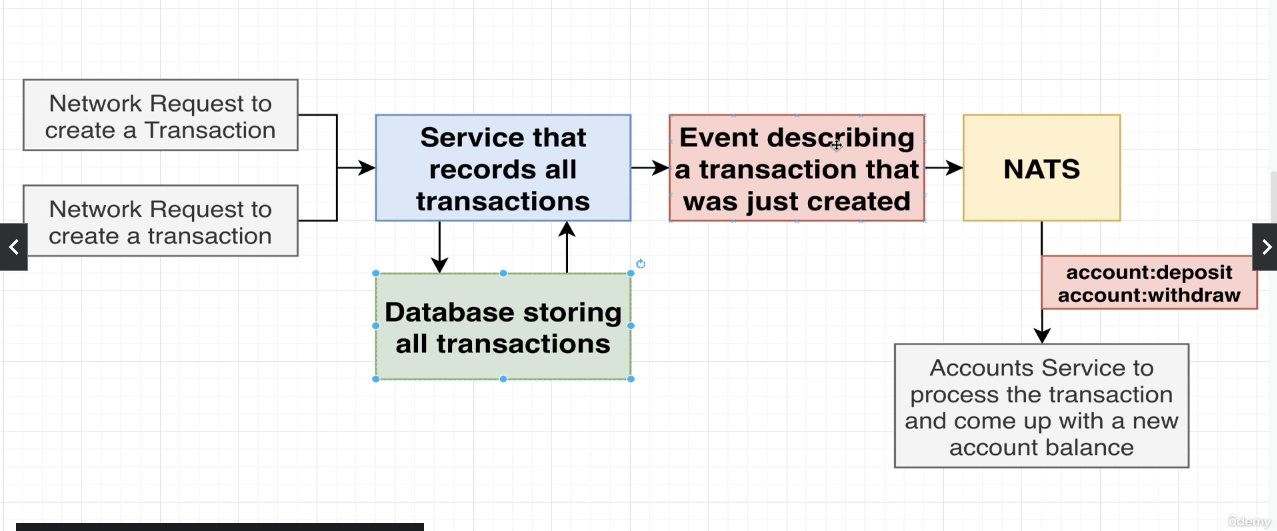 Network Request to
create a Transaction
Network Request to
create a transaction
Service that
records all
transactions
Database storing
all transactions
Event describing
a transaction that
was just created
NATS
account:deposit
account:withdraw
Accounts Service to
process the transaction
and come up with a new
account balance
ûdemy